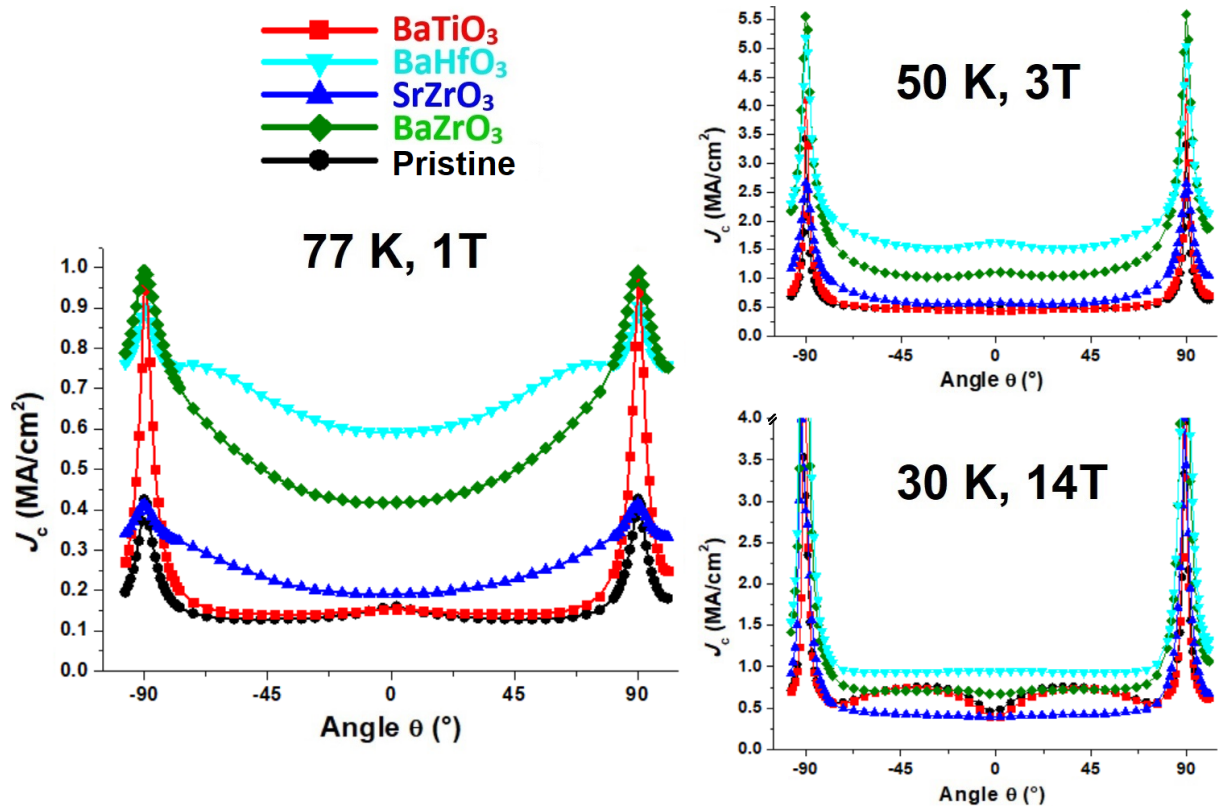 BaTiO₃
BaHfO₃
SrZrO₃
BaZrO₃
Pristine
77 K, 1T
1.0
0.9
0.8
0.7
0.6
0.5
0.4
0.3
0.2
0.1
0.0
Jc (MA/cm²)
-90 -45 0 45 90
Angle θ (°)
50 K, 3T
5.5
5.0
4.5
4.0
3.5
3.0
2.5
2.0
1.5
1.0
0.5
0.0
Jc (MA/cm²)
-90 -45 0 45 90
Angle θ (°)
30 K, 14T
4.0
3.5
3.0
2.5
2.0
1.5
1.0
0.5
0.0
Jc (MA/cm²)
-90 -45 0 45 90
Angle θ (°)